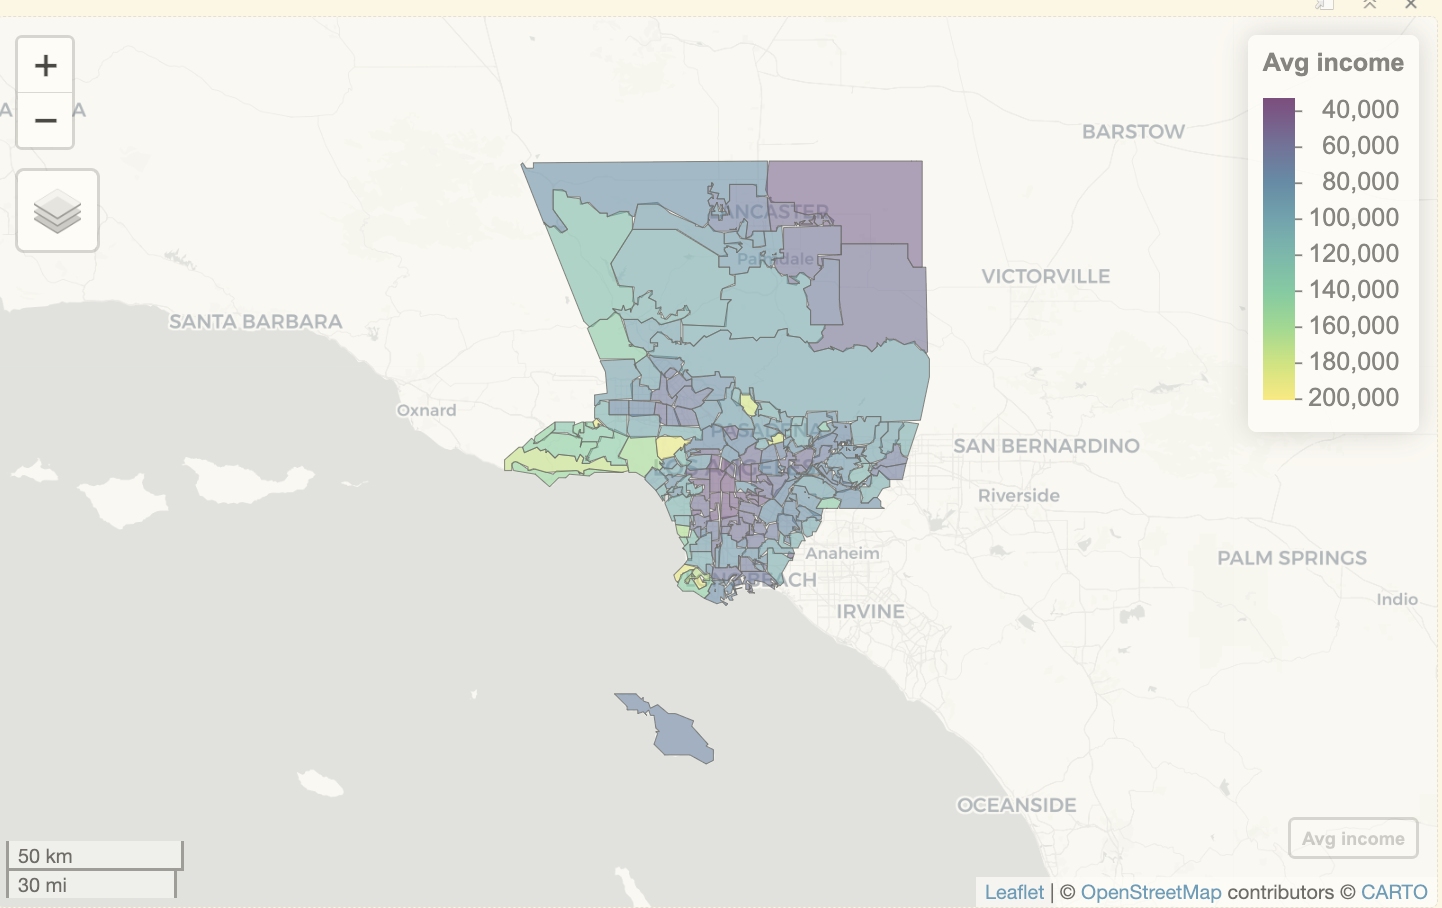 +
−
A
A
Avg income
40,000
60,000
80,000
100,000
120,000
140,000
160,000
180,000
200,000
BARSTOW
LANCASTER
Palmdale
VICTORVILLE
SANTA BARBARA
Oxnard
PASADENA
SAN BERNARDINO
LOS ANGELES
Riverside
Anaheim
PALM SPRINGS
LONG BEACH
Indio
IRVINE
OCEANSIDE
Avg income
50 km
30 mi
Leaflet | © OpenStreetMap contributors © CARTO